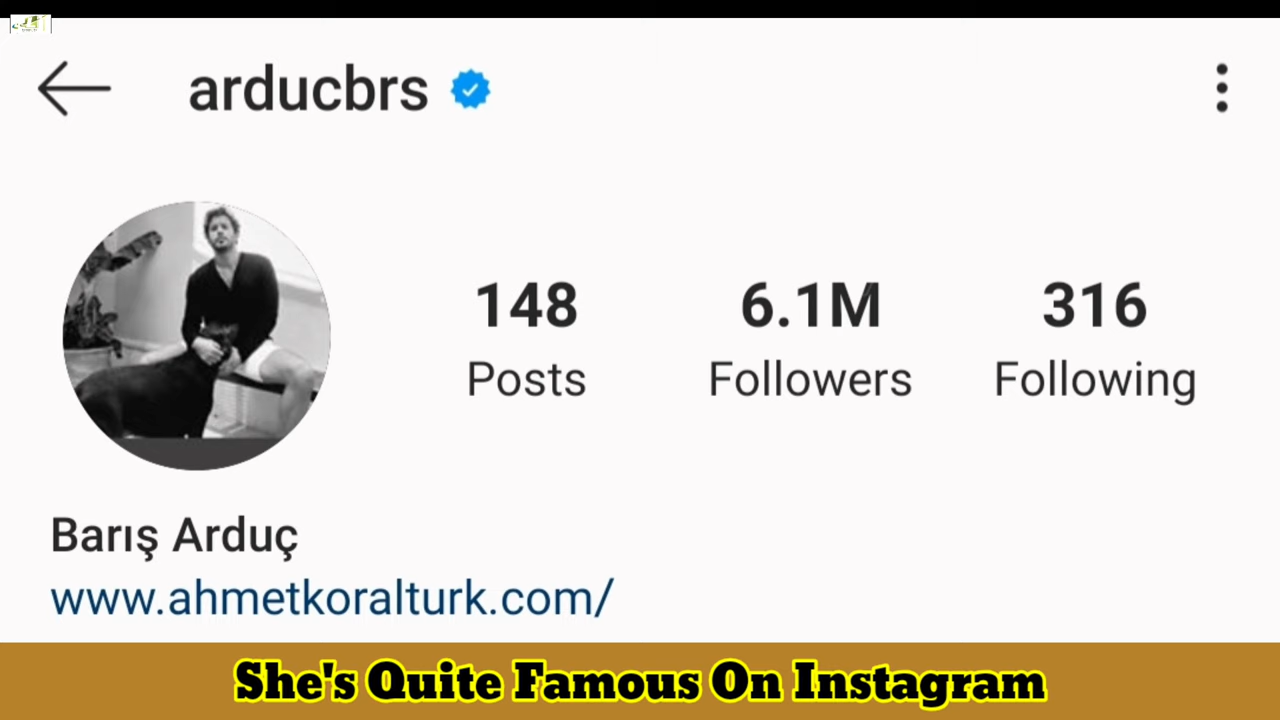 arducbrs
148 6.1M 316
Posts Followers Following
Barış Arduç
www.ahmetkoralturk.com/
She's Quite Famous On Instagram